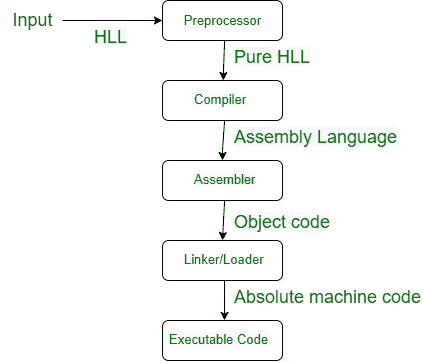 Input
HLL
Preprocessor
Pure HLL
Compiler
Assembly Language
Assembler
Object code
Linker/Loader
Absolute machine code
Executable Code